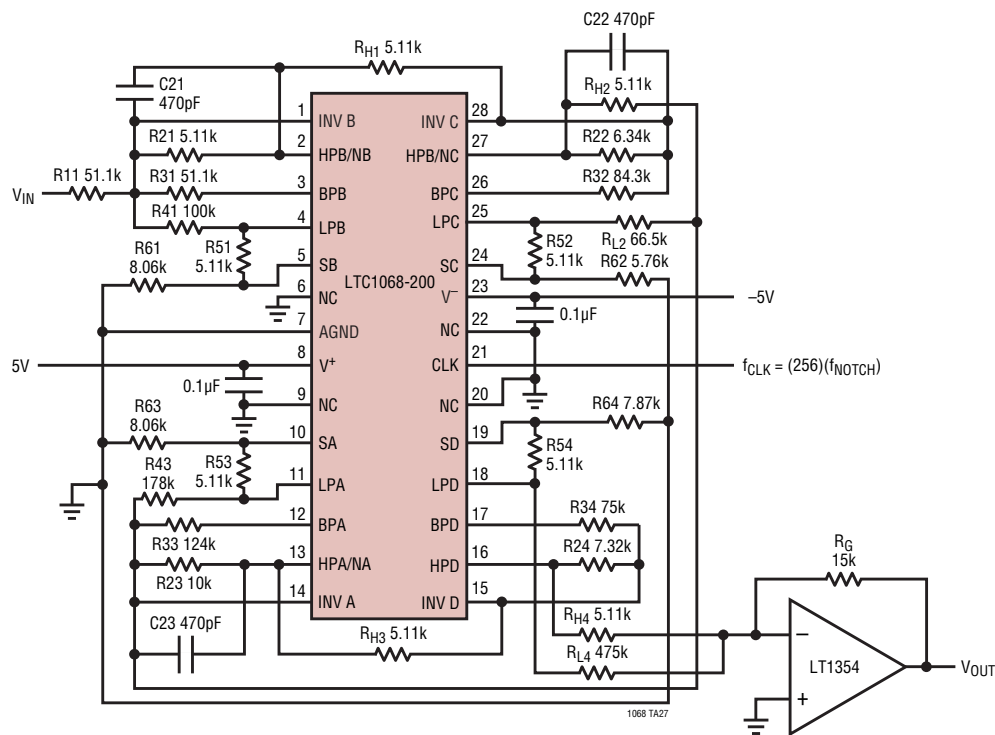 C22 470pF
RH1 5.11k
C21
470pF
RH2 5.11k
1
INV B
INV C
28
R21 5.11k
2
HPB/NB
HPB/NC
27
R22 6.34k
R11 51.1k
VIN
R31 51.1k
3
BPB
BPC
26
R32 84.3k
R41 100k
4
LPB
LPC
25
RL2 66.5k
R61
8.06k
R51
5.11k
R52
5.11k
5
SB
SC
24
R62 5.76k
LTC1068-200
6
NC
V–
23
–5V
0.1µF
7
AGND
NC
22
5V
8
V+
CLK
21
fCLK = (256)(fNOTCH)
0.1µF
9
NC
NC
20
R63
8.06k
R64 7.87k
10
SA
SD
19
R43
178k
R53
5.11k
R54
5.11k
11
LPA
LPD
18
12
BPA
BPD
17
R34 75k
R33 124k
13
HPA/NA
HPD
16
R24 7.32k
R23 10k
14
INV A
INV D
15
RG
15k
C23 470pF
RH3 5.11k
RH4 5.11k
RL4 475k
–
+
LT1354
VOUT
1068 TA27